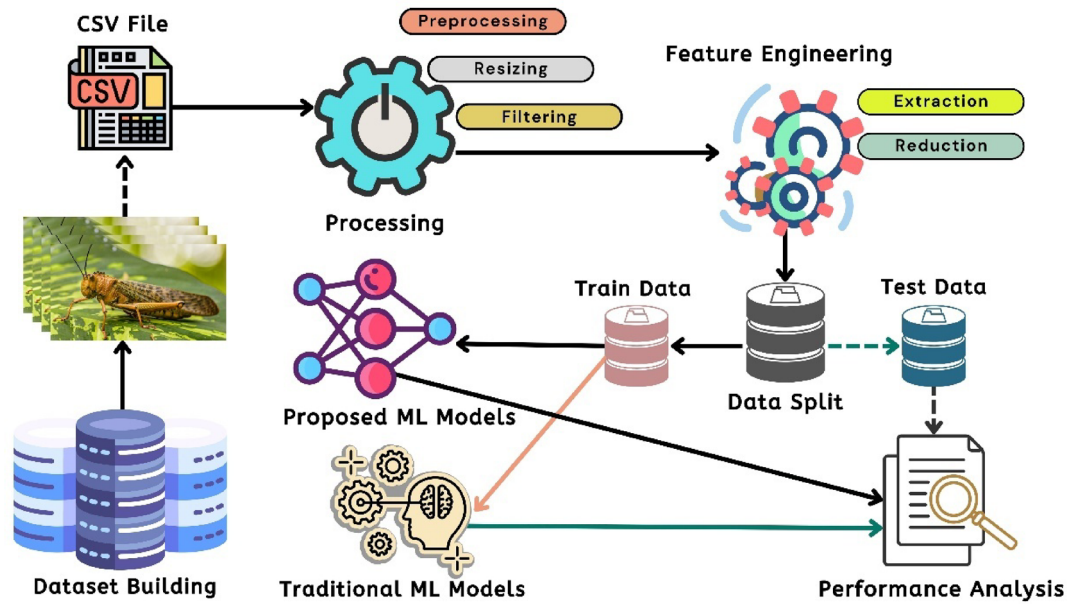 CSV File
CSV
Preprocessing
Resizing
Filtering
Processing
Feature Engineering
Extraction
Reduction
Train Data
Test Data
Data Split
Proposed ML Models
Traditional ML Models
Dataset Building
Performance Analysis